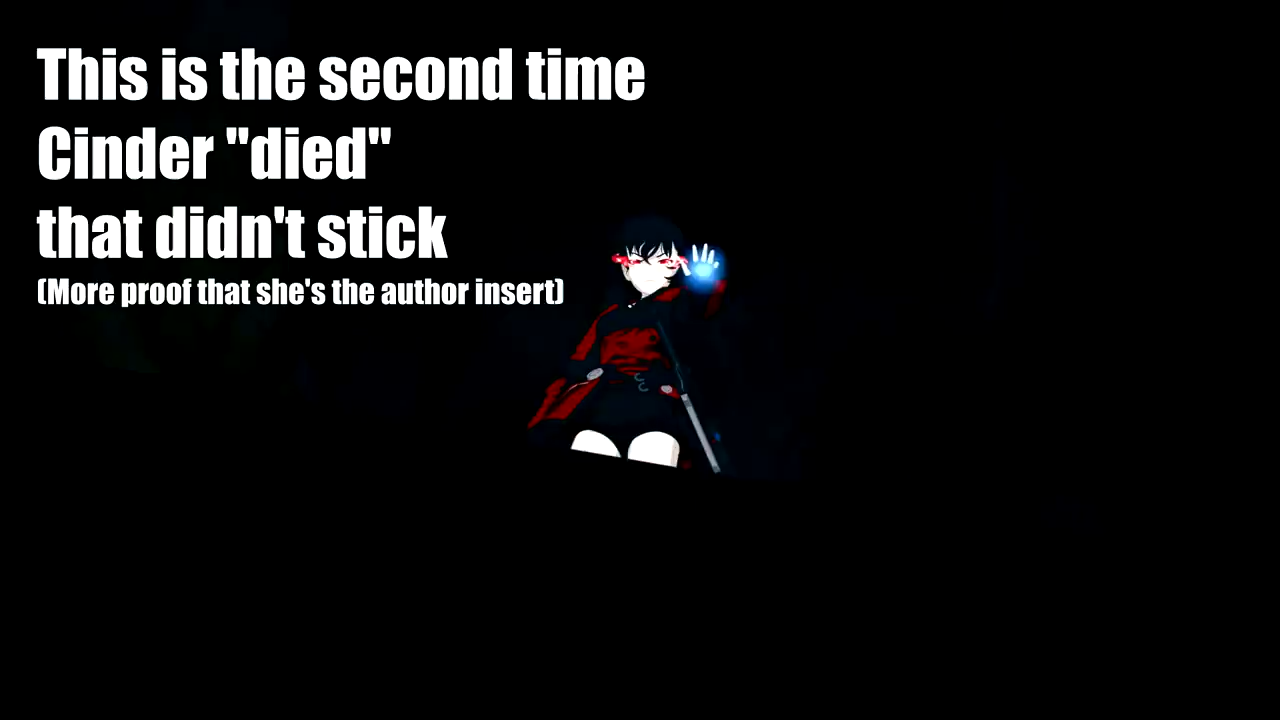 This is the second time
Cinder "died"
that didn't stick
(More proof that she's the author insert)